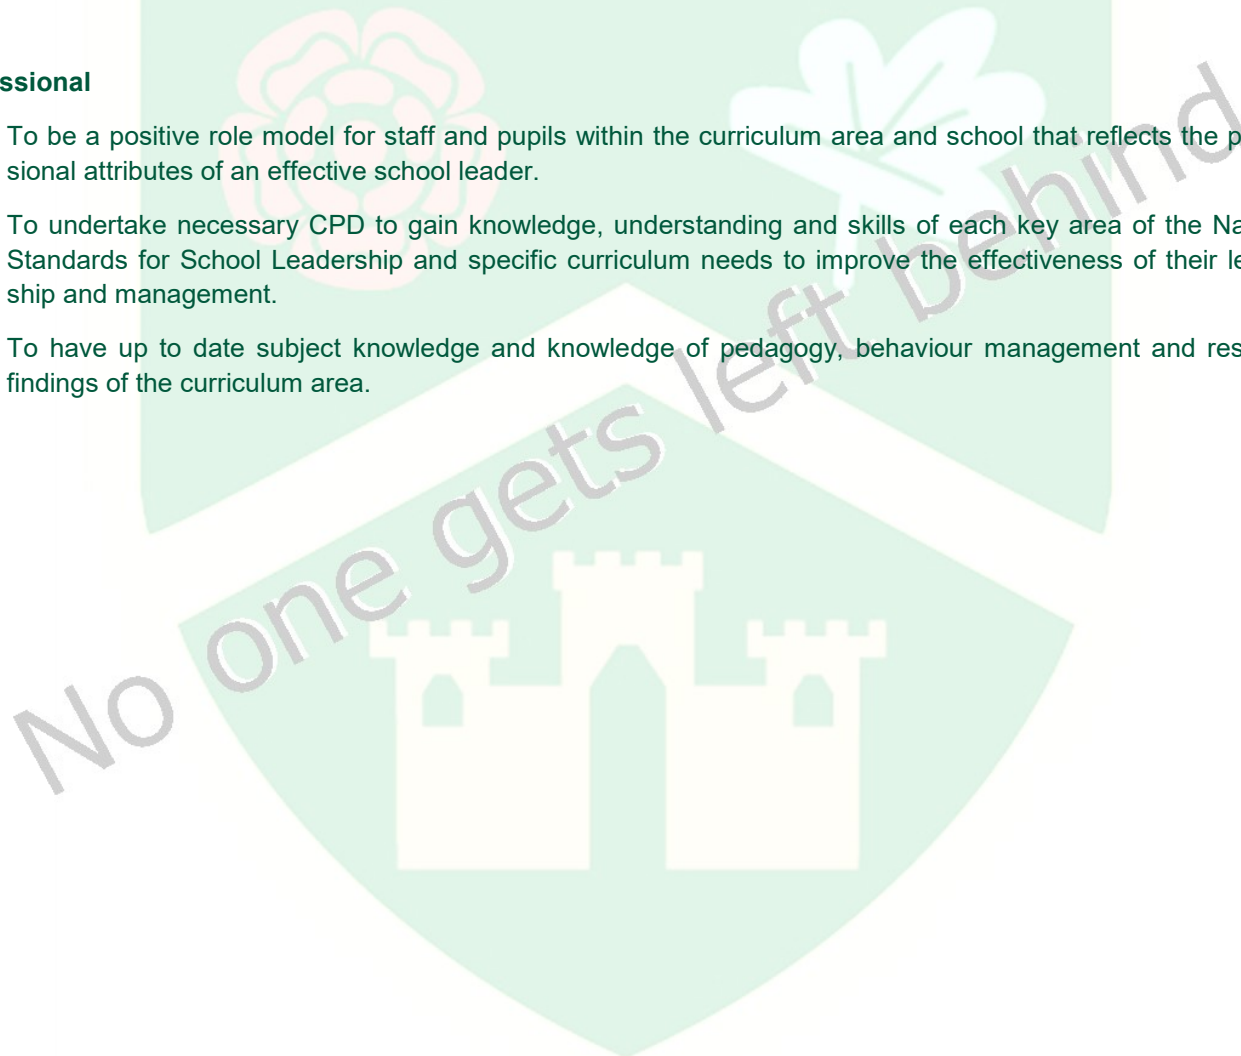 ssional
To be a positive role model for staff and pupils within the curriculum area and school that reflects the p
sional attributes of an effective school leader.
To undertake necessary CPD to gain knowledge, understanding and skills of each key area of the Na
Standards for School Leadership and specific curriculum needs to improve the effectiveness of their le
ship and management.
To have up to date subject knowledge and knowledge of pedagogy, behaviour management and res
findings of the curriculum area.
No one gets left behind